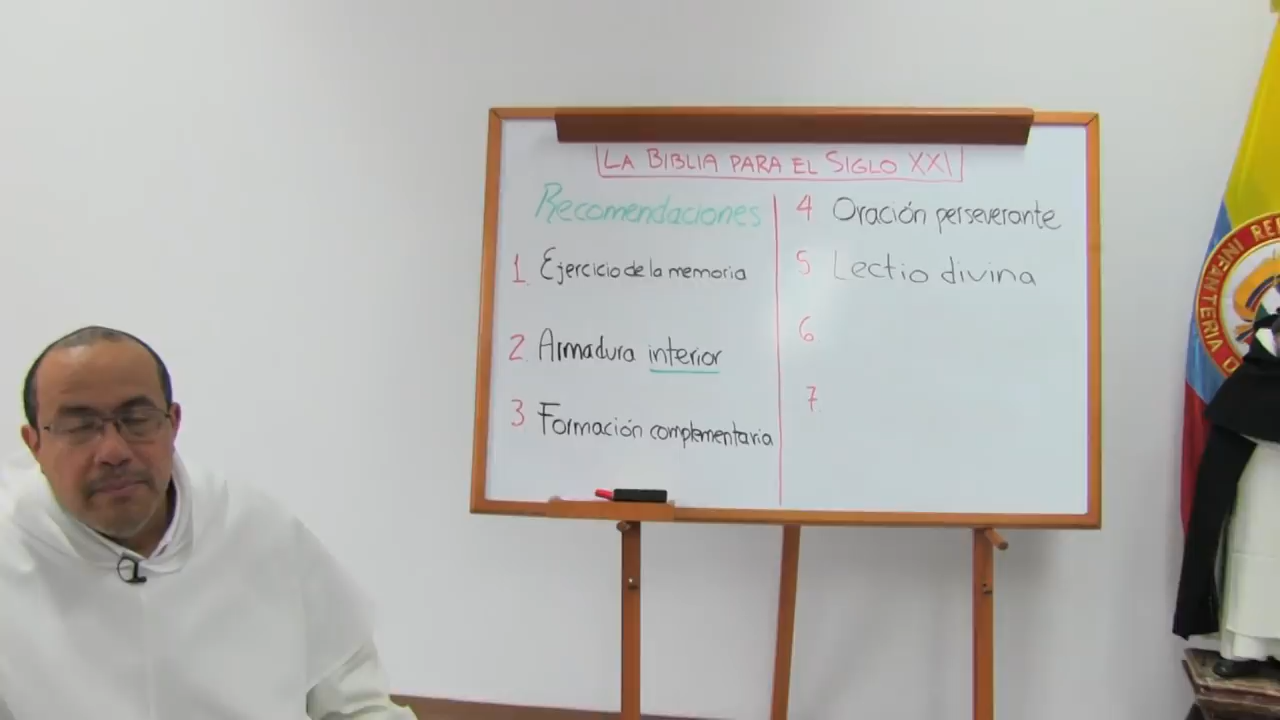 LA BIBLIA PARA EL SIGLO XXI
Recomendaciones
1 Ejercicio de la memoria
2 Armadura interior
3 Formación complementaria
4 Oración perseverante
5 Lectio divina
6
7
INFANTERIA